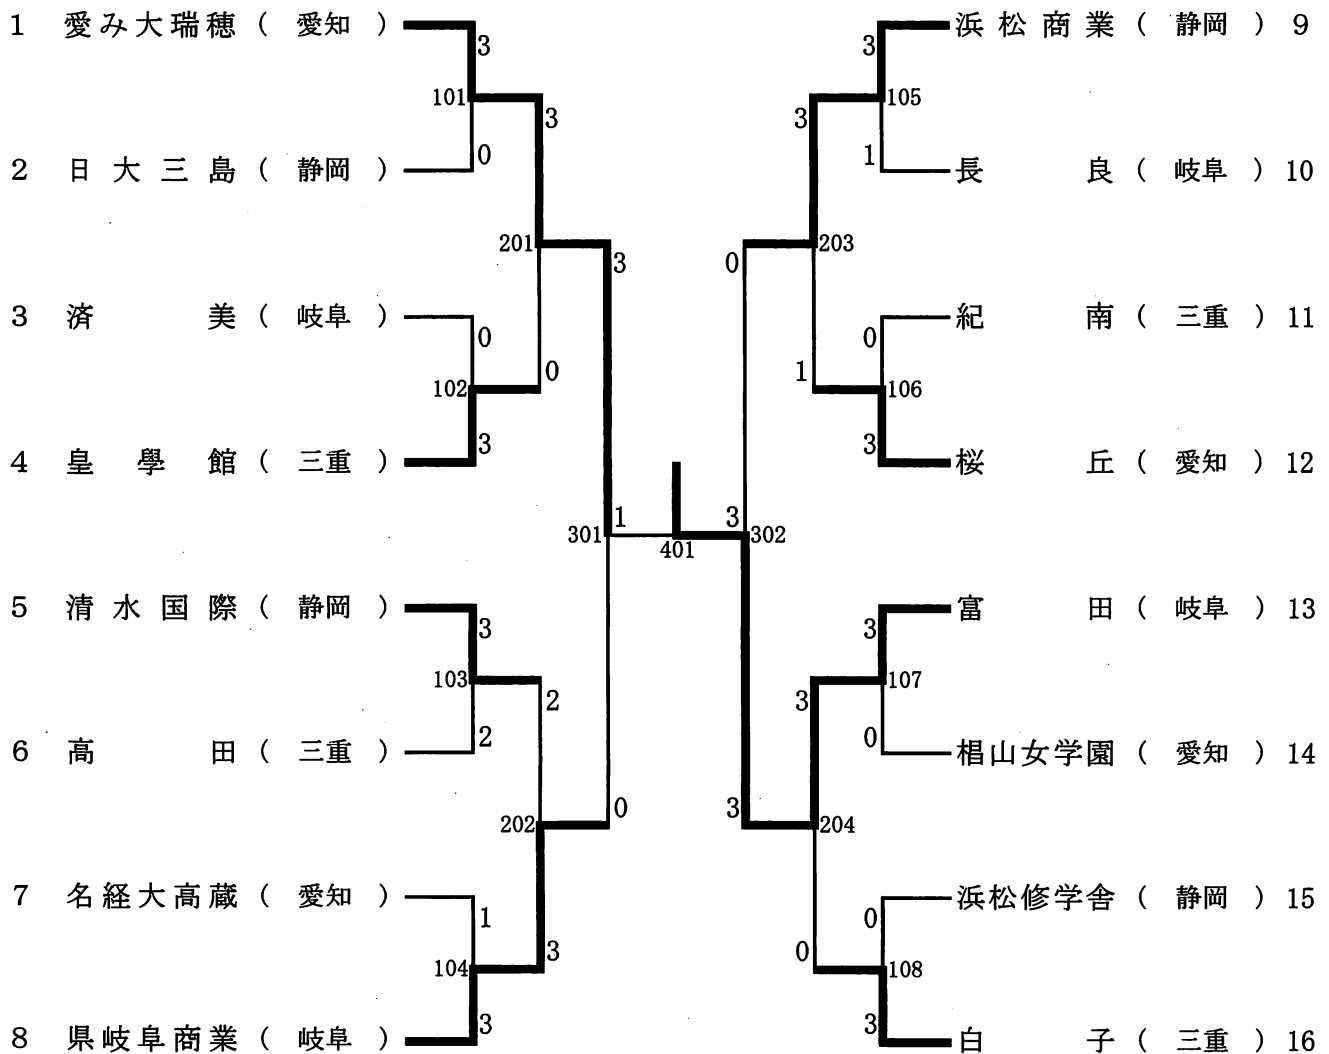 1 愛み大瑞穂 ( 愛知 )
3
101
3
0
2 日大三島 ( 静岡 )
201
3
3 済美 ( 岐阜 )
0
0
102
3
4 皇學館 ( 三重 )
301
1
401
5 清水国際 ( 静岡 )
3
103
2
2
6 高田 ( 三重 )
202
0
7 名経大高蔵 ( 愛知 )
1
3
104
3
8 県岐阜商業 ( 岐阜 )
浜松商業 ( 静岡 ) 9
3
105
3
1
長良 ( 岐阜 ) 10
203
0
紀南 ( 三重 ) 11
0
1
106
3
桜丘 ( 愛知 ) 12
3
302
富田 ( 岐阜 ) 13
3
107
3
0
椙山女学園 ( 愛知 ) 14
3
204
浜松修学舎 ( 静岡 ) 15
0
0
108
3
白子 ( 三重 ) 16